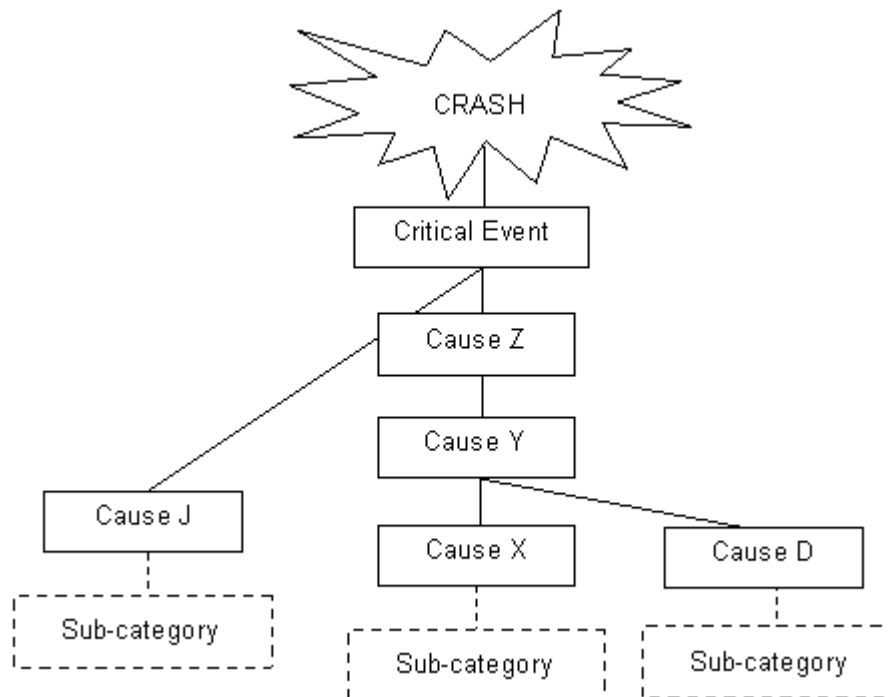 CRASH
Critical Event
Cause Z
Cause Y
Cause J
Cause X
Cause D
Sub-category
Sub-category
Sub-category